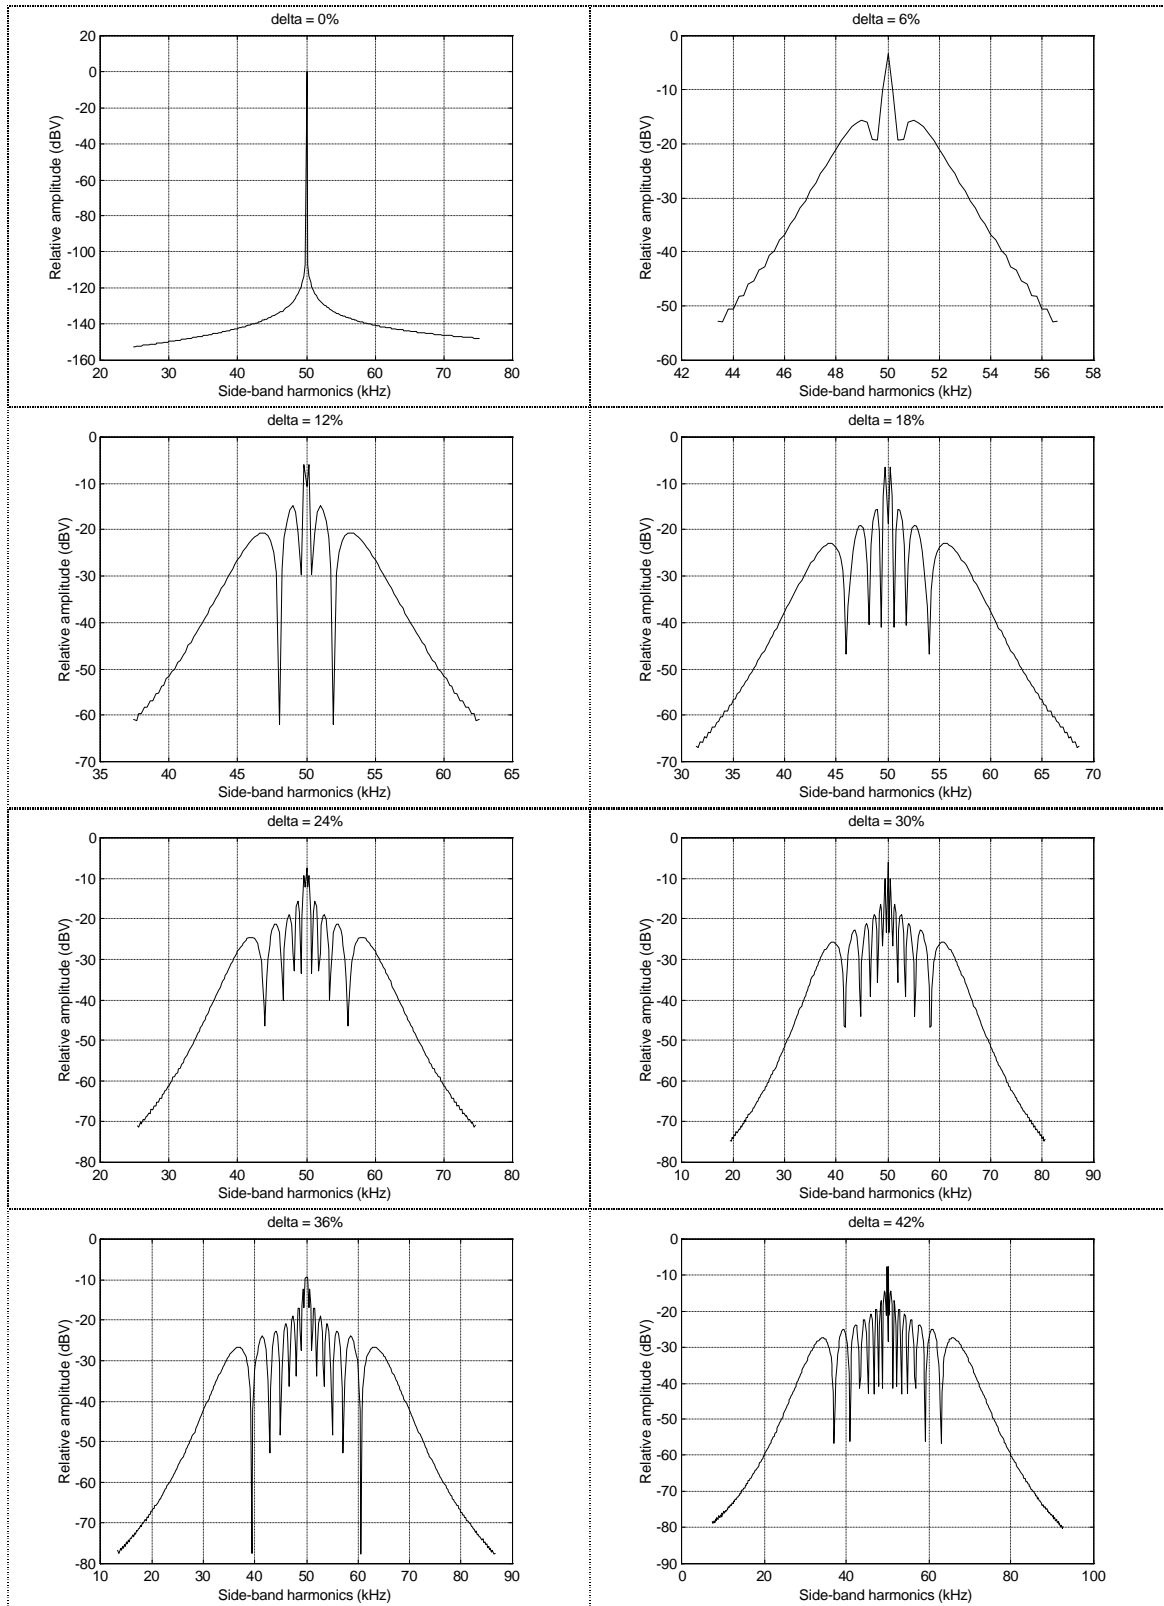 delta = 0%
20
0
-20
-40
-60
-80
-100
-120
-140
-160
Relative amplitude (dBV)
20 30 40 50 60 70 80
Side-band harmonics (kHz)
delta = 6%
0
-10
-20
-30
-40
-50
-60
Relative amplitude (dBV)
42 44 46 48 50 52 54 56 58
Side-band harmonics (kHz)
delta = 12%
0
-10
-20
-30
-40
-50
-60
-70
Relative amplitude (dBV)
35 40 45 50 55 60 65
Side-band harmonics (kHz)
delta = 18%
0
-10
-20
-30
-40
-50
-60
-70
Relative amplitude (dBV)
30 35 40 45 50 55 60 65 70
Side-band harmonics (kHz)
delta = 24%
0
-10
-20
-30
-40
-50
-60
-70
-80
Relative amplitude (dBV)
20 30 40 50 60 70 80
Side-band harmonics (kHz)
delta = 30%
0
-10
-20
-30
-40
-50
-60
-70
-80
Relative amplitude (dBV)
10 20 30 40 50 60 70 80 90
Side-band harmonics (kHz)
delta = 36%
0
-10
-20
-30
-40
-50
-60
-70
-80
Relative amplitude (dBV)
10 20 30 40 50 60 70 80 90
Side-band harmonics (kHz)
delta = 42%
0
-10
-20
-30
-40
-50
-60
-70
-80
-90
Relative amplitude (dBV)
0 20 40 60 80 100
Side-band harmonics (kHz)